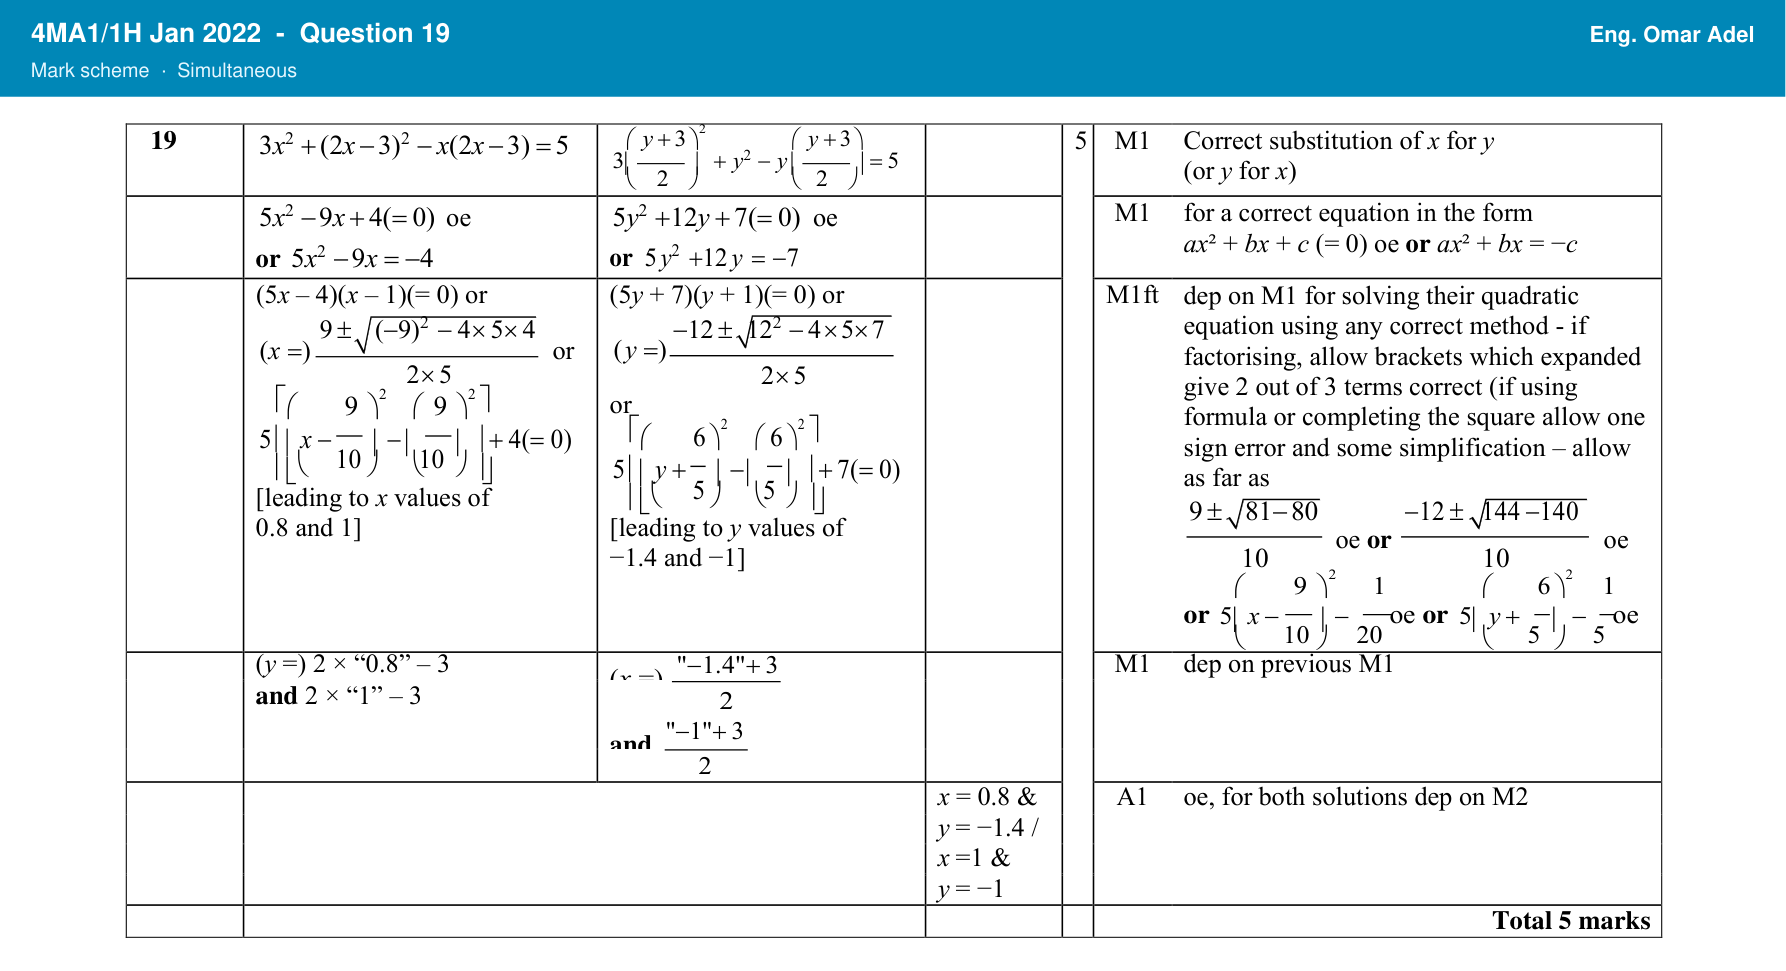 4MA1/1H Jan 2022 - Question 19
Eng. Omar Adel
Mark scheme · Simultaneous
19
3x² + (2x – 3)² – x(2x – 3) = 5
3((y + 3)/2)² + y² – y((y + 3)/2) = 5
5
M1
Correct substitution of x for y
(or y for x)
5x² – 9x + 4(= 0) oe
or 5x² – 9x = –4
5y² +12y + 7(= 0) oe
or 5y² +12y = –7
M1
for a correct equation in the form
ax² + bx + c (= 0) oe or ax² + bx = −c
(5x – 4)(x – 1)(= 0) or
(x =) (9 ± √((–9)² – 4 × 5 × 4))/(2 × 5) or
5[(x – 9/10)² – (9/10)²] + 4(= 0)
[leading to x values of
0.8 and 1]
(5y + 7)(y + 1)(= 0) or
(y =) (–12 ± √(12² – 4 × 5 × 7))/(2 × 5)
or
5[(y + 6/5)² – (6/5)²] + 7(= 0)
[leading to y values of
−1.4 and −1]
M1ft
dep on M1 for solving their quadratic
equation using any correct method - if
factorising, allow brackets which expanded
give 2 out of 3 terms correct (if using
formula or completing the square allow one
sign error and some simplification – allow
as far as
(9 ± √(81 – 80))/10 oe or (–12 ± √(144 – 140))/10 oe
or 5(x – 9/10)² – 1/20 oe or 5(y + 6/5)² – 1/5 oe
(y =) 2 × “0.8” – 3
and 2 × “1” – 3
(x =) ("–1.4"+ 3)/2
and ("–1"+ 3)/2
M1
dep on previous M1
x = 0.8 &
y = −1.4 /
x =1 &
y = −1
A1
oe, for both solutions dep on M2
Total 5 marks